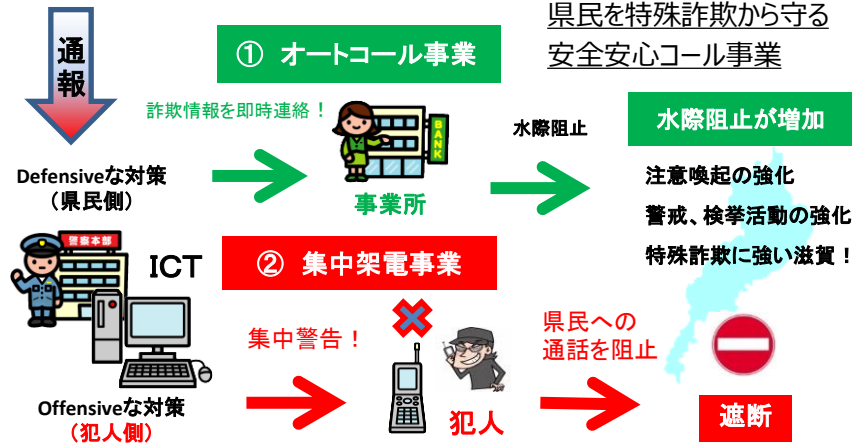 県民を特殊詐欺から守る
安全安心コール事業
通報
① オートコール事業
詐欺情報を即時連絡！
BANK
水際阻止
水際阻止が増加
Defensiveな対策
（県民側）
事業所
注意喚起の強化
警戒、検挙活動の強化
特殊詐欺に強い滋賀！
警察本部
ICT
② 集中架電事業
集中警告！
県民への
通話を阻止
Offensiveな対策
（犯人側）
犯人
遮断